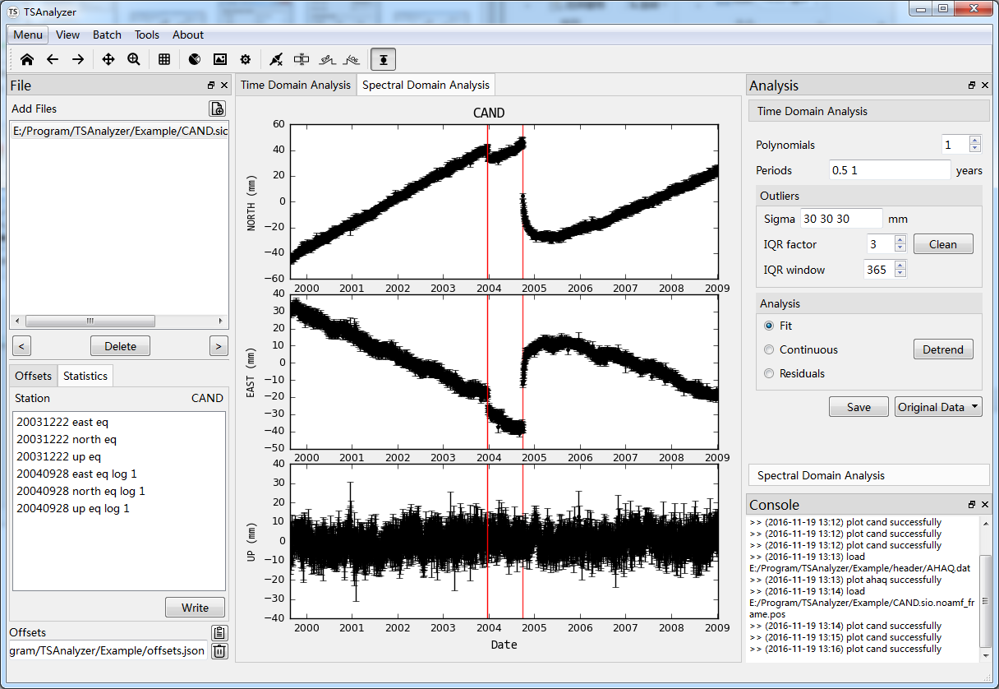 TS TSAnalyzer
Menu View Batch Tools About
File
Add Files
E:/Program/TSAnalyzer/Example/CAND.sic
< Delete >
Offsets Statistics
Station CAND
20031222 east eq
20031222 north eq
20031222 up eq
20040928 east eq log 1
20040928 north eq log 1
20040928 up eq log 1
Write
Offsets
gram/TSAnalyzer/Example/offsets.json
Time Domain Analysis Spectral Domain Analysis
CAND
60
40
20
0
−20
−40
−60
NORTH (mm)
2000 2001 2002 2003 2004 2005 2006 2007 2008 2009
40
30
20
10
0
−10
−20
−30
−40
−50
EAST (mm)
2000 2001 2002 2003 2004 2005 2006 2007 2008 2009
40
30
20
10
0
−10
−20
−30
−40
UP (mm)
2000 2001 2002 2003 2004 2005 2006 2007 2008 2009
Date
Analysis
Time Domain Analysis
Polynomials 1
Periods 0.5 1 years
Outliers
Sigma 30 30 30 mm
IQR factor 3 Clean
IQR window 365
Analysis
Fit
Continuous Detrend
Residuals
Save Original Data
Spectral Domain Analysis
Console
>> (2016-11-19 13:12) plot cand successfully
>> (2016-11-19 13:12) plot cand successfully
>> (2016-11-19 13:12) plot cand successfully
>> (2016-11-19 13:13) load
E:/Program/TSAnalyzer/Example/header/AHAQ.dat
>> (2016-11-19 13:13) plot ahaq successfully
>> (2016-11-19 13:14) load
E:/Program/TSAnalyzer/Example/CAND.sio.noamf_fr
ame.pos
>> (2016-11-19 13:14) plot cand successfully
>> (2016-11-19 13:15) plot cand successfully
>> (2016-11-19 13:16) plot cand successfully